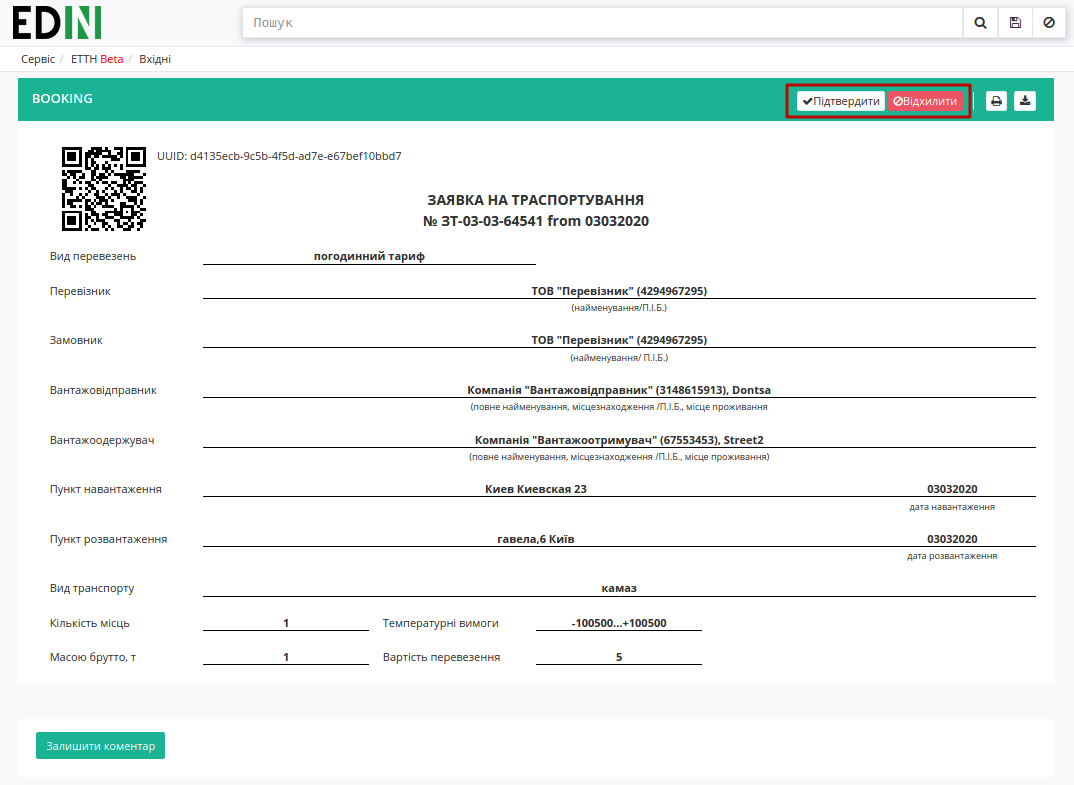 EDIN
Пошук
Сервіс / ЕТТН Beta / Вхідні
BOOKING
Підтвердити
Відхилити
UUID: d4135ecb-9c5b-4f5d-ad7e-e67bef10bbd7
ЗАЯВКА НА ТРАСПОРТУВАННЯ
№ ЗТ-03-03-64541 from 03032020
Вид перевезень погодинний тариф
Перевізник ТОВ "Перевізник" (4294967295)
(найменування/П.І.Б.)
Замовник ТОВ "Перевізник" (4294967295)
(найменування/ П.І.Б.)
Вантажовідправник Компанія "Вантажовідправник" (3148615913), Dontsa
(повне найменування, місцезнаходження /П.І.Б., місце проживання
Вантажоодержувач Компанія "Вантажоотримувач" (67553453), Street2
(повне найменування, місцезнаходження /П.І.Б., місце проживання)
Пункт навантаження Киев Киевская 23 03032020
дата навантаження
Пункт розвантаження гавела,6 Київ 03032020
дата розвантаження
Вид транспорту камаз
Кількість місць 1 Температурні вимоги -100500...+100500
Масою брутто, т 1 Вартість перевезення 5
Залишити коментар